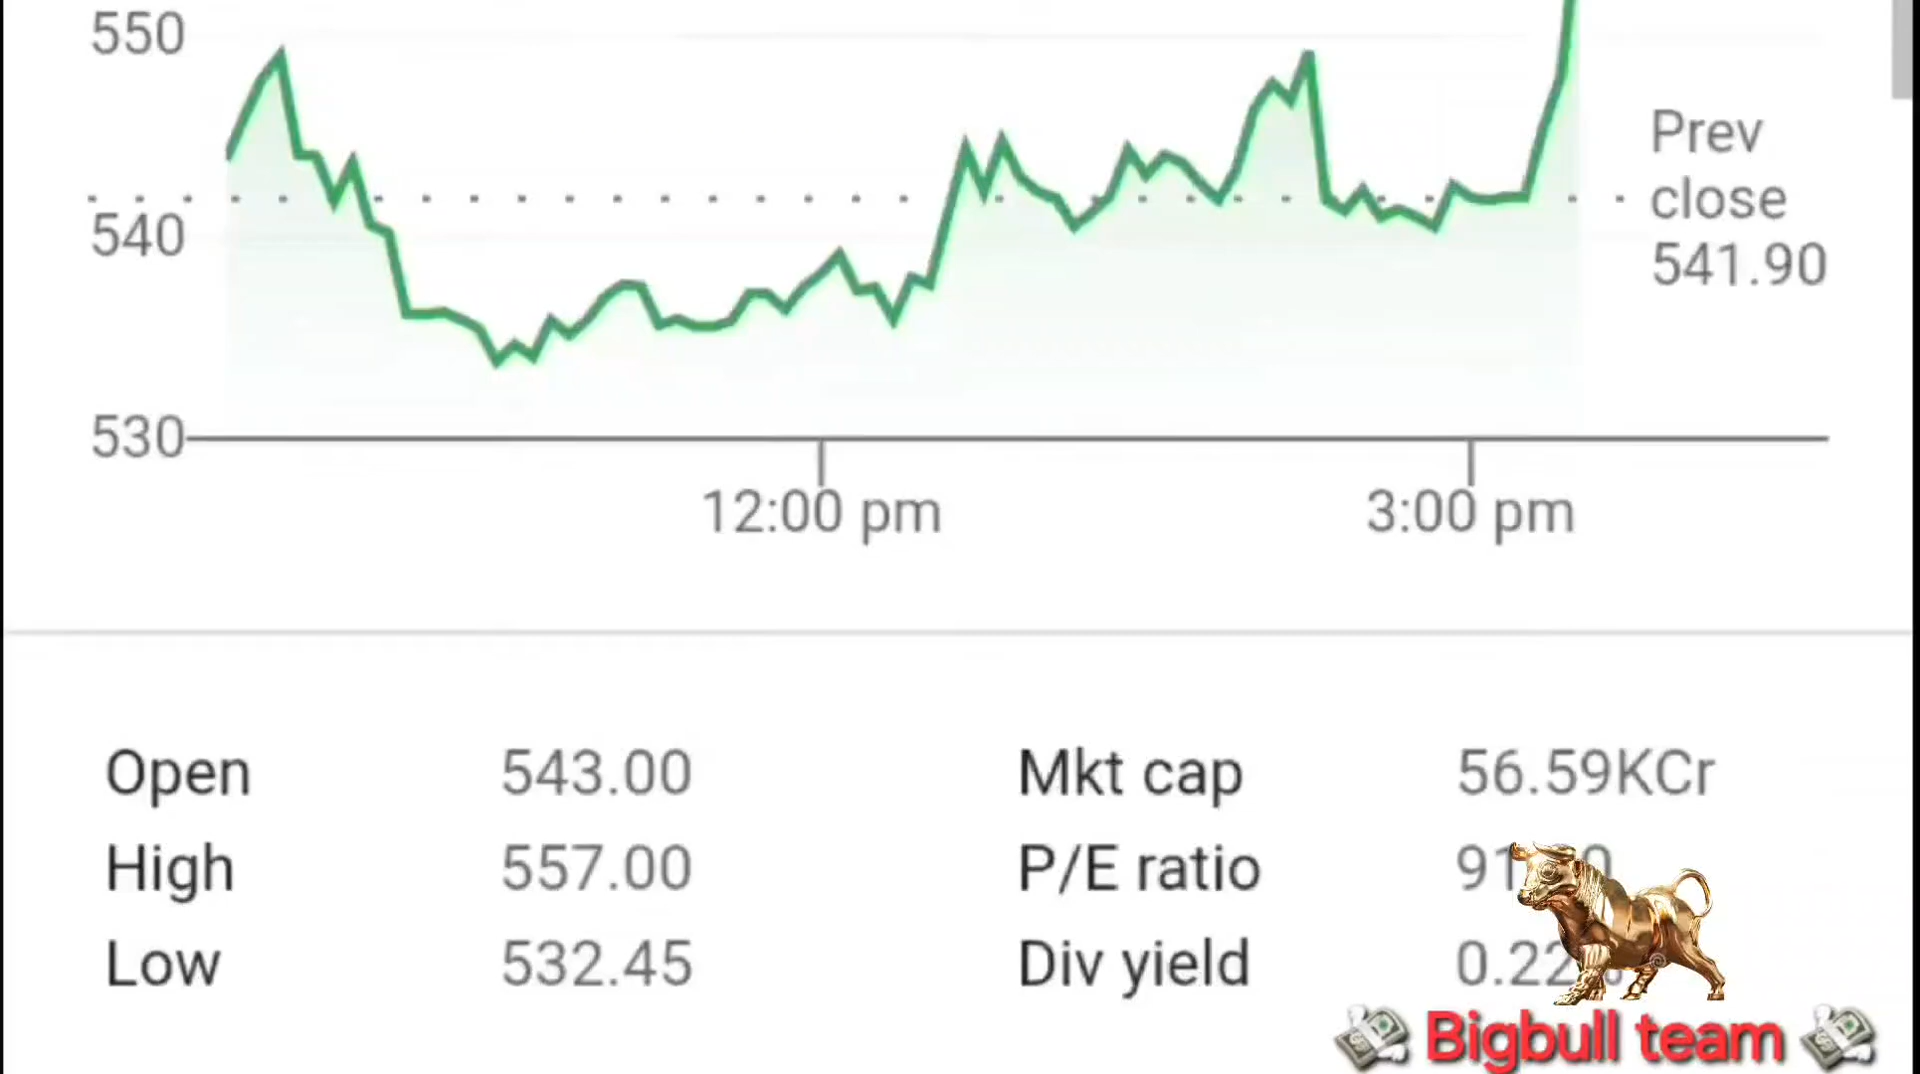 550
540
530
Prev
close
541.90
12:00 pm
3:00 pm
Open 543.00
High 557.00
Low 532.45
Mkt cap 56.59KCr
P/E ratio
Div yield
Bigbull team